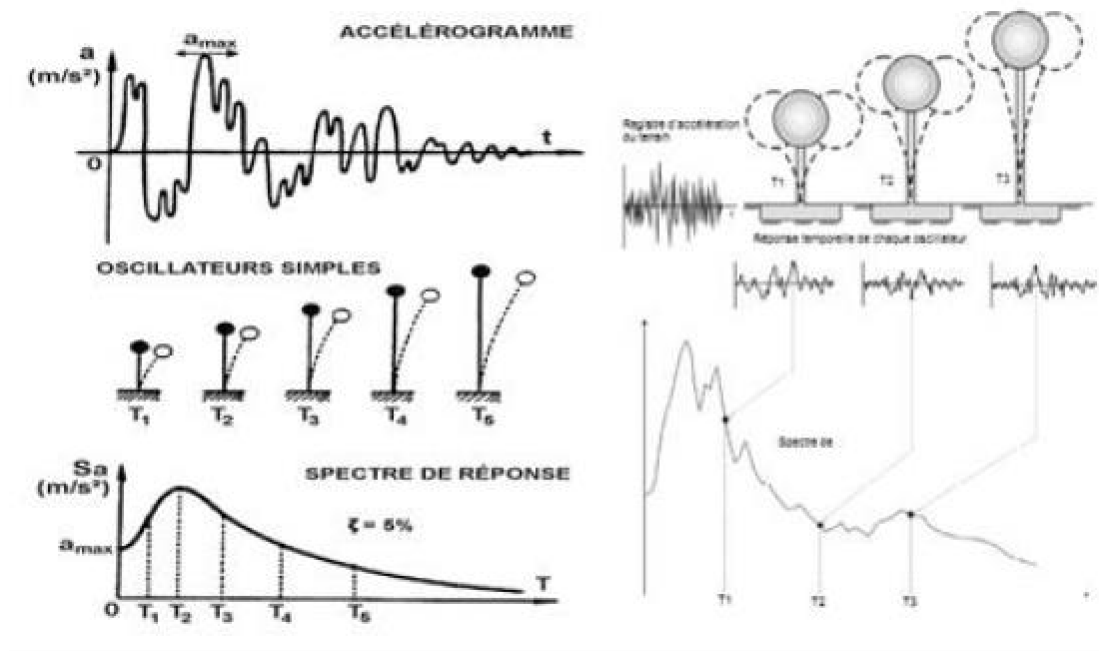 ACCÉLÉROGRAMME
a
(m/s²)
amax
t
0
OSCILLATEURS SIMPLES
T1 T2 T3 T4 T5
Sa
(m/s²)
SPECTRE DE RÉPONSE
ζ = 5%
amax
T
0 T1 T2 T3 T4 T5
Registre d'accélération
du terrain
T1 T2 T3
Réponse temporelle de chaque oscillateur
Spectre de
T1 T2 T3